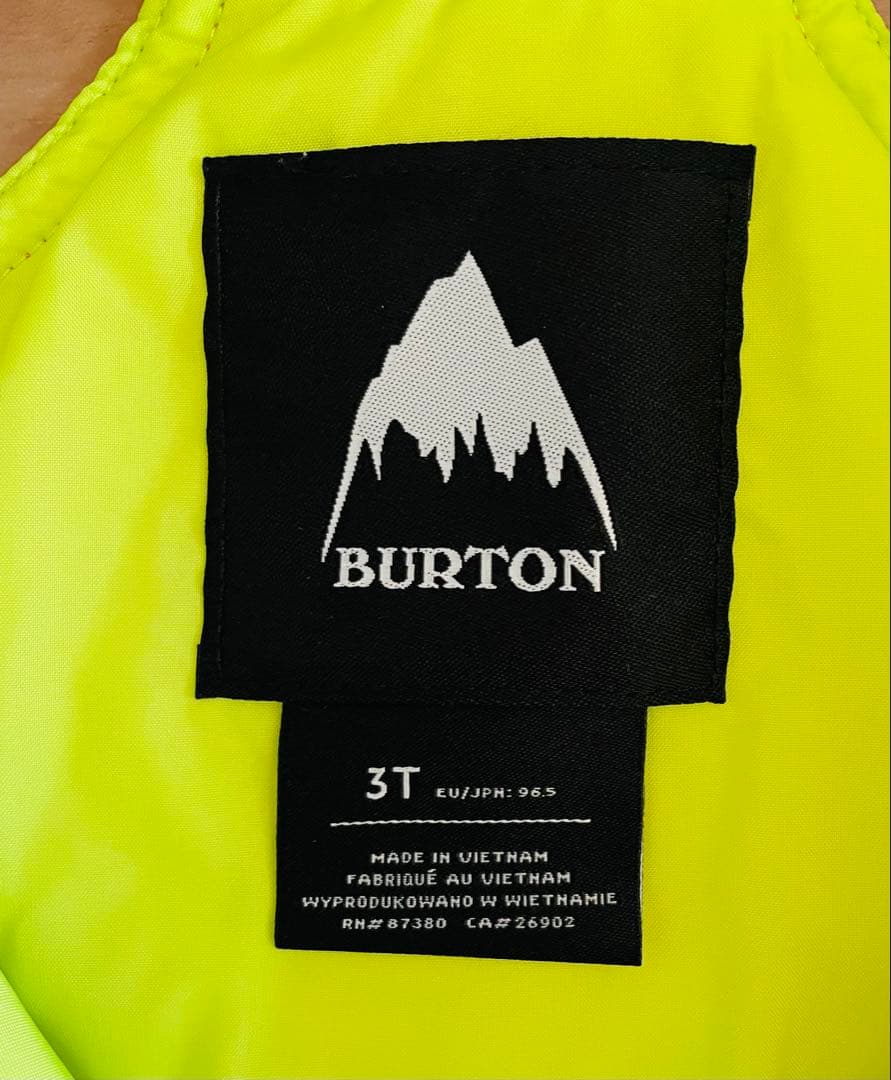 BURTON
3T EU/JPN: 96.5
MADE IN VIETNAM
FABRIQUÉ AU VIETNAM
WYPRODUKOWANO W WIETNAMIE
RN#87380 CA#26902